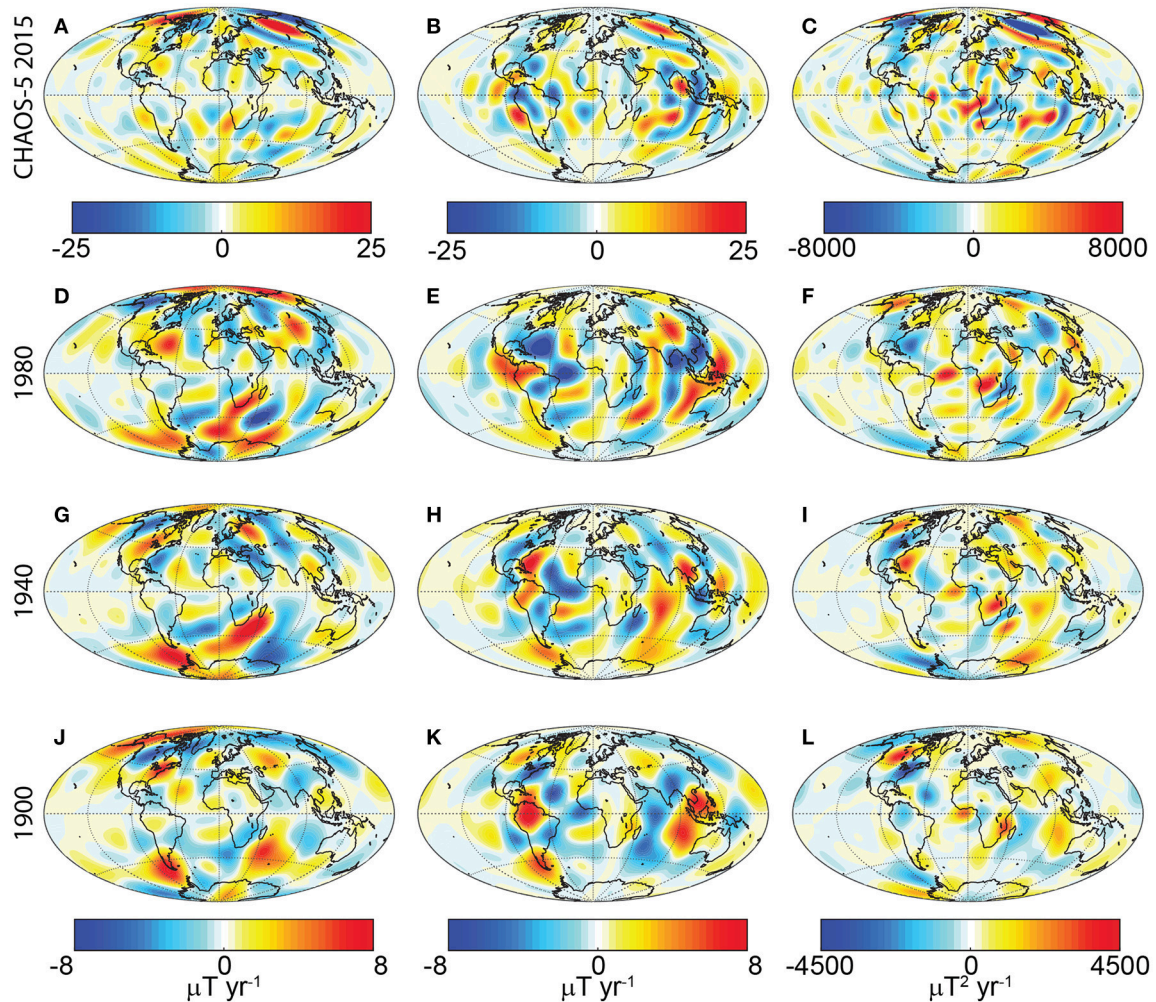 CHAOS-5 2015
A
B
C
-25 0 25
-25 0 25
-8000 0 8000
1980
D
E
F
1940
G
H
I
1900
J
K
L
-8 0 8
μT yr-1
-8 0 8
μT yr-1
-4500 0 4500
μT² yr-1